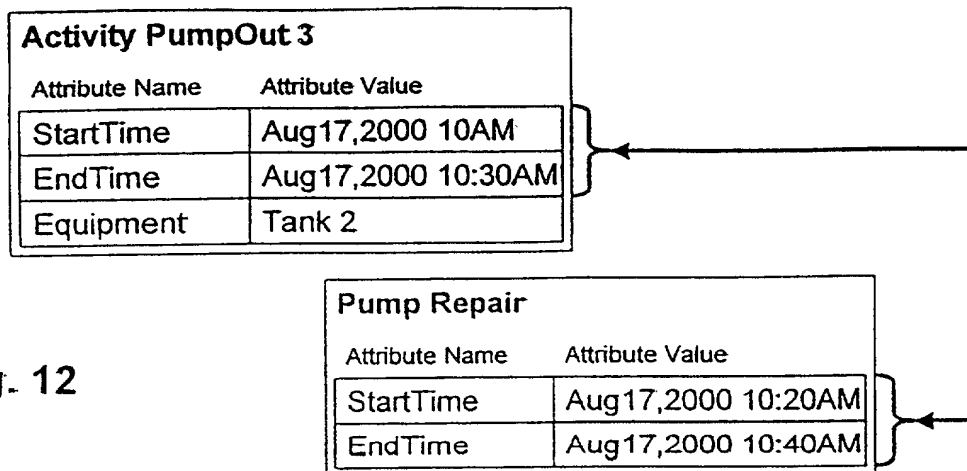 Activity PumpOut 3
Attribute Name Attribute Value
StartTime Aug17,2000 10AM
EndTime Aug17,2000 10:30AM
Equipment Tank 2
Pump Repair
Attribute Name Attribute Value
12
StartTime Aug17,2000 10:20AM
EndTime Aug17,2000 10:40AM